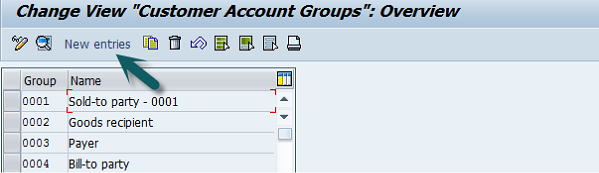 Change View "Customer Account Groups": Overview
New entries
Group Name
0001 Sold-to party - 0001
0002 Goods recipient
0003 Payer
0004 Bill-to party